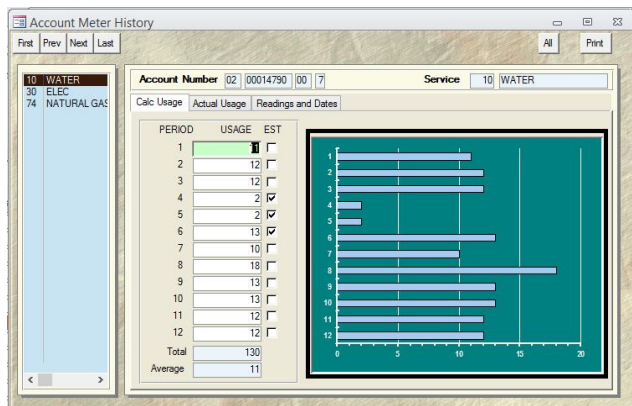 Account Meter History
First Prev Next Last All Print
10 WATER
30 ELEC
74 NATURAL GAS
Account Number 02 00014790 00 7 Service 10 WATER
Calc Usage Actual Usage Readings and Dates
PERIOD USAGE EST
1 11
2 12
3 12
4 2
5 2
6 13
7 10
8 18
9 13
10 13
11 12
12 12
Total 130
Average 11
1
2
3
4
5
6
7
8
9
10
11
12
0 5 10 15 20